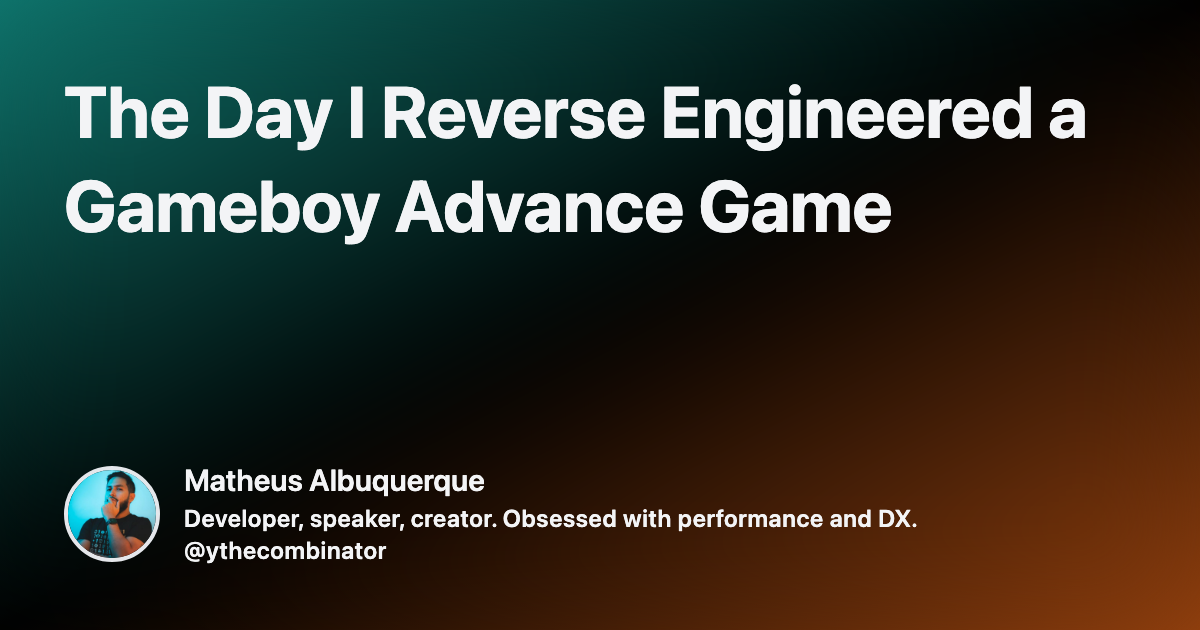 The Day I Reverse Engineered a
Gameboy Advance Game
Matheus Albuquerque
Developer, speaker, creator. Obsessed with performance and DX.
@ythecombinator